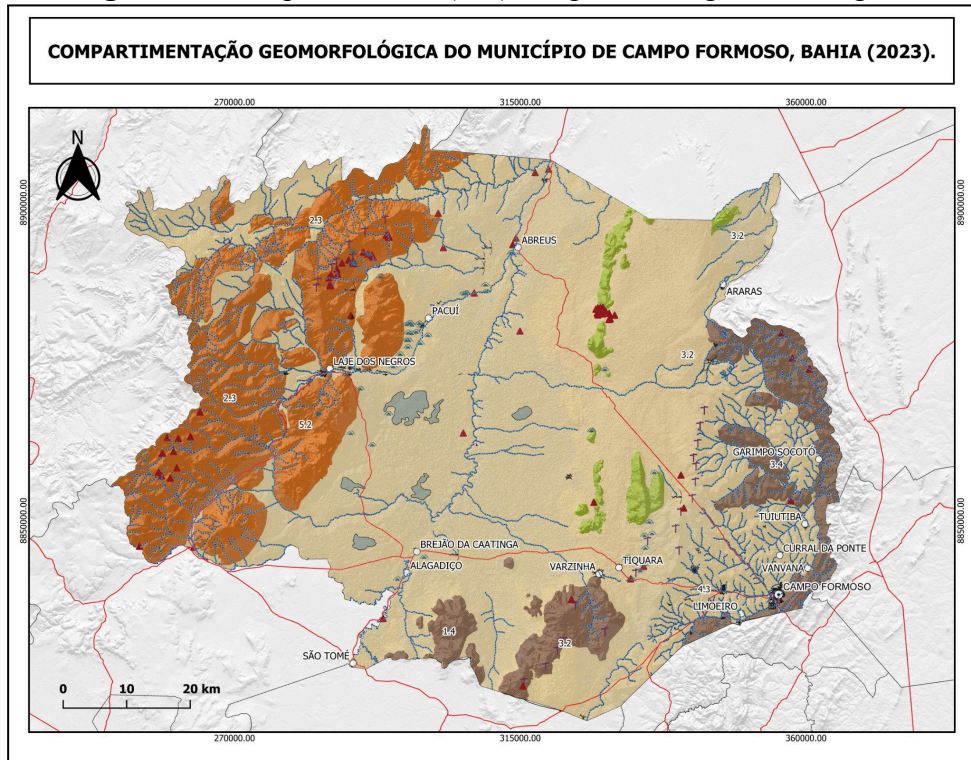 COMPARTIMENTAÇÃO GEOMORFOLÓGICA DO MUNICÍPIO DE CAMPO FORMOSO, BAHIA (2023).
270000.00 315000.00 360000.00
N
8900000.00 8900000.00
2.3
3.2
ABREUS
ARARAS
PACUÍ
3.2
LAJE DOS NEGROS
2.3
5.2
GARIMPO SOCOTÓ
3.4
TUIUTIBA
8850000.00 8850000.00
BREJÃO DA CAATINGA
CURRAL DA PONTE
ALAGADIÇO
VARZINHA
TIQUARA
VANVANA
4.3
CAMPO FORMOSO
LIMOEIRO
1.4
3.2
SÃO TOMÉ
0 10 20 km
270000.00 315000.00 360000.00